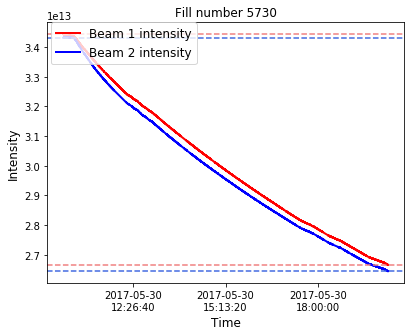 Fill number 5730
1e13
Beam 1 intensity
Beam 2 intensity
3.4
3.3
3.2
3.1
3.0
2.9
2.8
2.7
Intensity
2017-05-30
12:26:40
2017-05-30
15:13:20
2017-05-30
18:00:00
Time